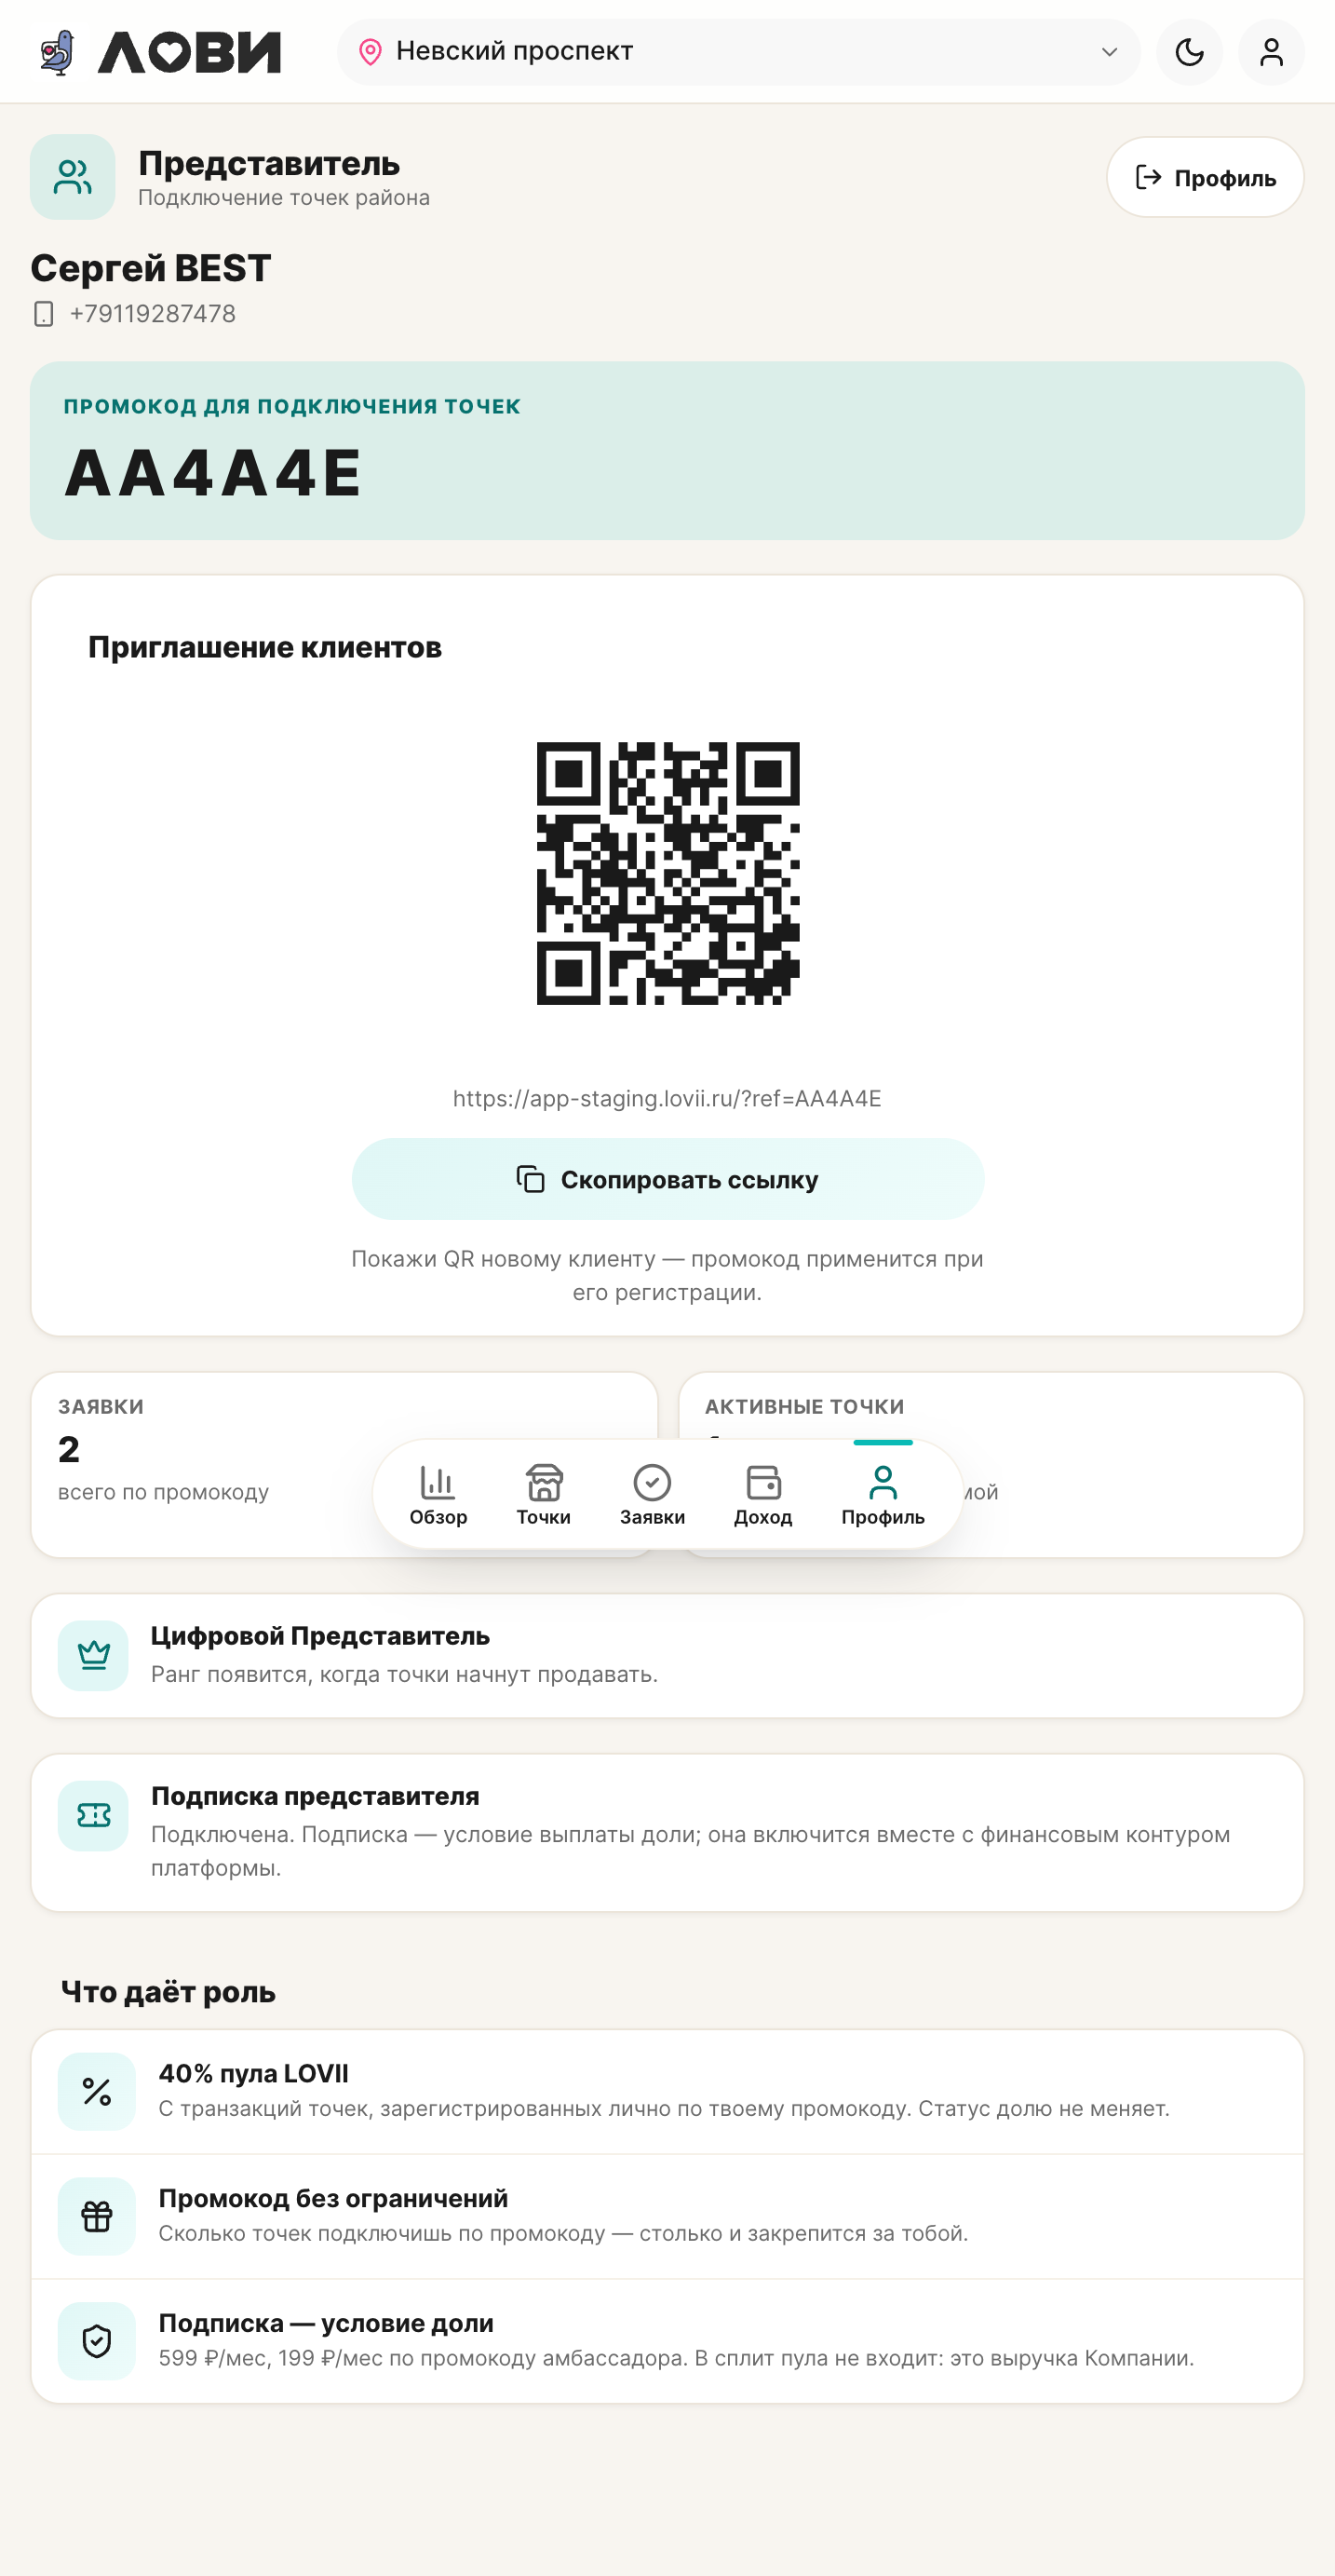 ЛОВИ
Невский проспект
Представитель
Подключение точек района
Профиль
Сергей BEST
+79119287478
ПРОМОКОД ДЛЯ ПОДКЛЮЧЕНИЯ ТОЧЕК
AA4A4E
Приглашение клиентов
https://app-staging.lovii.ru/?ref=AA4A4E
Скопировать ссылку
Покажи QR новому клиенту — промокод применится при
его регистрации.
ЗАЯВКИ
2
всего по промокоду
АКТИВНЫЕ ТОЧКИ
Обзор
Точки
Заявки
Доход
Профиль
Цифровой Представитель
Ранг появится, когда точки начнут продавать.
Подписка представителя
Подключена. Подписка — условие выплаты доли; она включится вместе с финансовым контуром
платформы.
Что даёт роль
40% пула LOVII
С транзакций точек, зарегистрированных лично по твоему промокоду. Статус долю не меняет.
Промокод без ограничений
Сколько точек подключишь по промокоду — столько и закрепится за тобой.
Подписка — условие доли
599 ₽/мес, 199 ₽/мес по промокоду амбассадора. В сплит пула не входит: это выручка Компании.